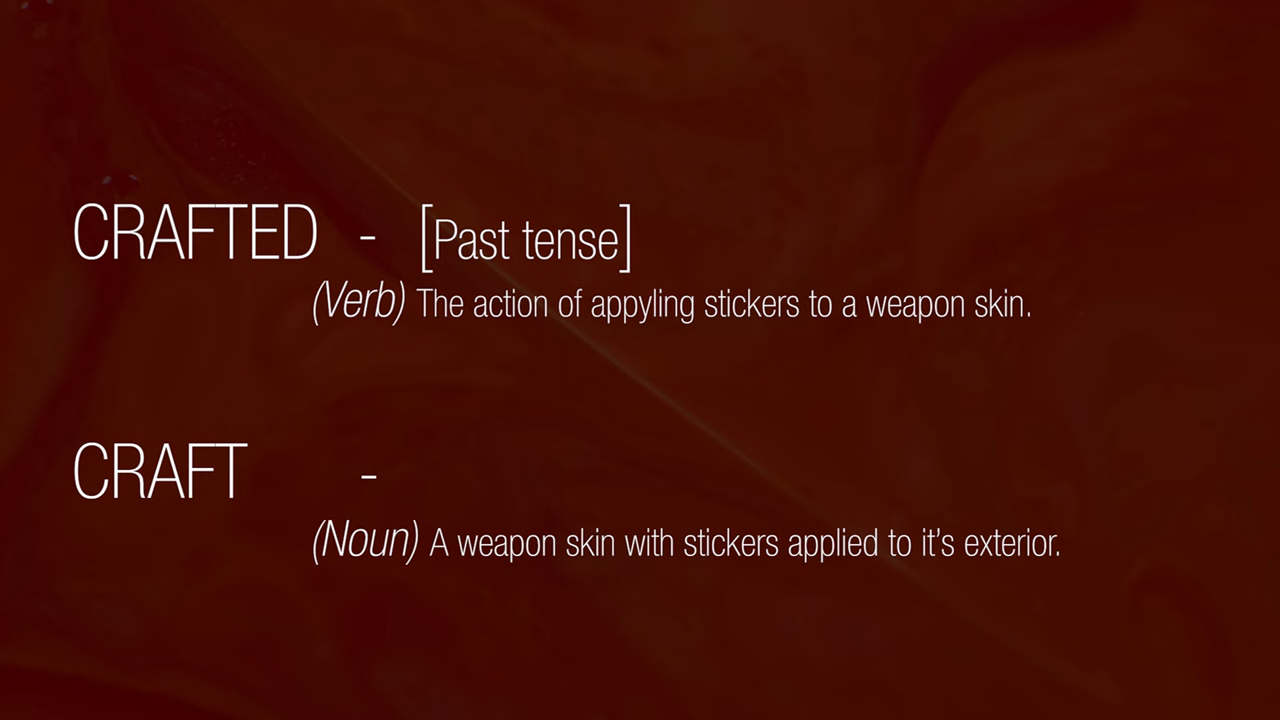 CRAFTED - [Past tense]
(Verb) The action of appyling stickers to a weapon skin.
CRAFT -
(Noun) A weapon skin with stickers applied to it’s exterior.